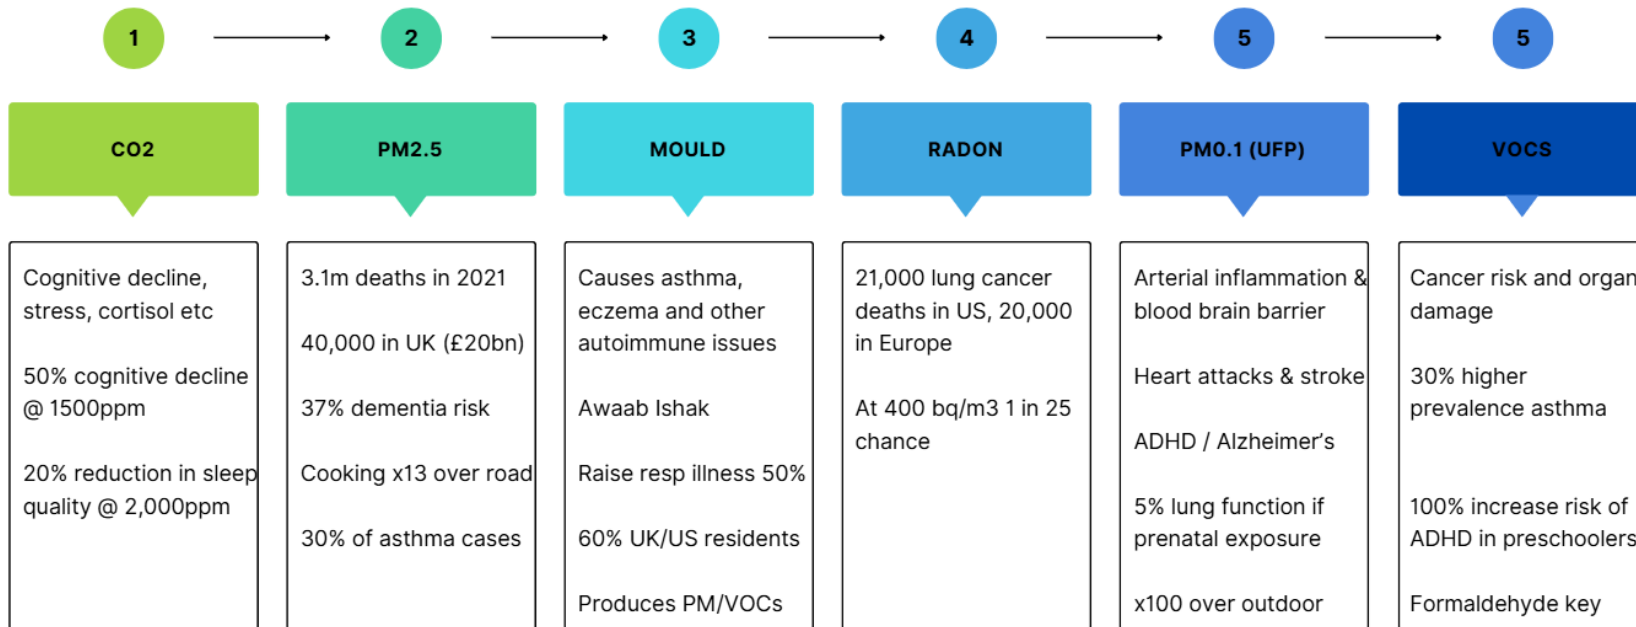 1
2
3
4
5
5
CO2
PM2.5
MOULD
RADON
PM0.1 (UFP)
VOCS
Cognitive decline,
stress, cortisol etc
50% cognitive decline
@ 1500ppm
20% reduction in sleep
quality @ 2,000ppm
3.1m deaths in 2021
40,000 in UK (£20bn)
37% dementia risk
Cooking x13 over road
30% of asthma cases
Causes asthma,
eczema and other
autoimmune issues
Awaab Ishak
Raise resp illness 50%
60% UK/US residents
Produces PM/VOCs
21,000 lung cancer
deaths in US, 20,000
in Europe
At 400 bq/m3 1 in 25
chance
Arterial inflammation &
blood brain barrier
Heart attacks & stroke
ADHD / Alzheimer's
5% lung function if
prenatal exposure
x100 over outdoor
Cancer risk and organ
damage
30% higher
prevalence asthma
100% increase risk of
ADHD in preschoolers
Formaldehyde key